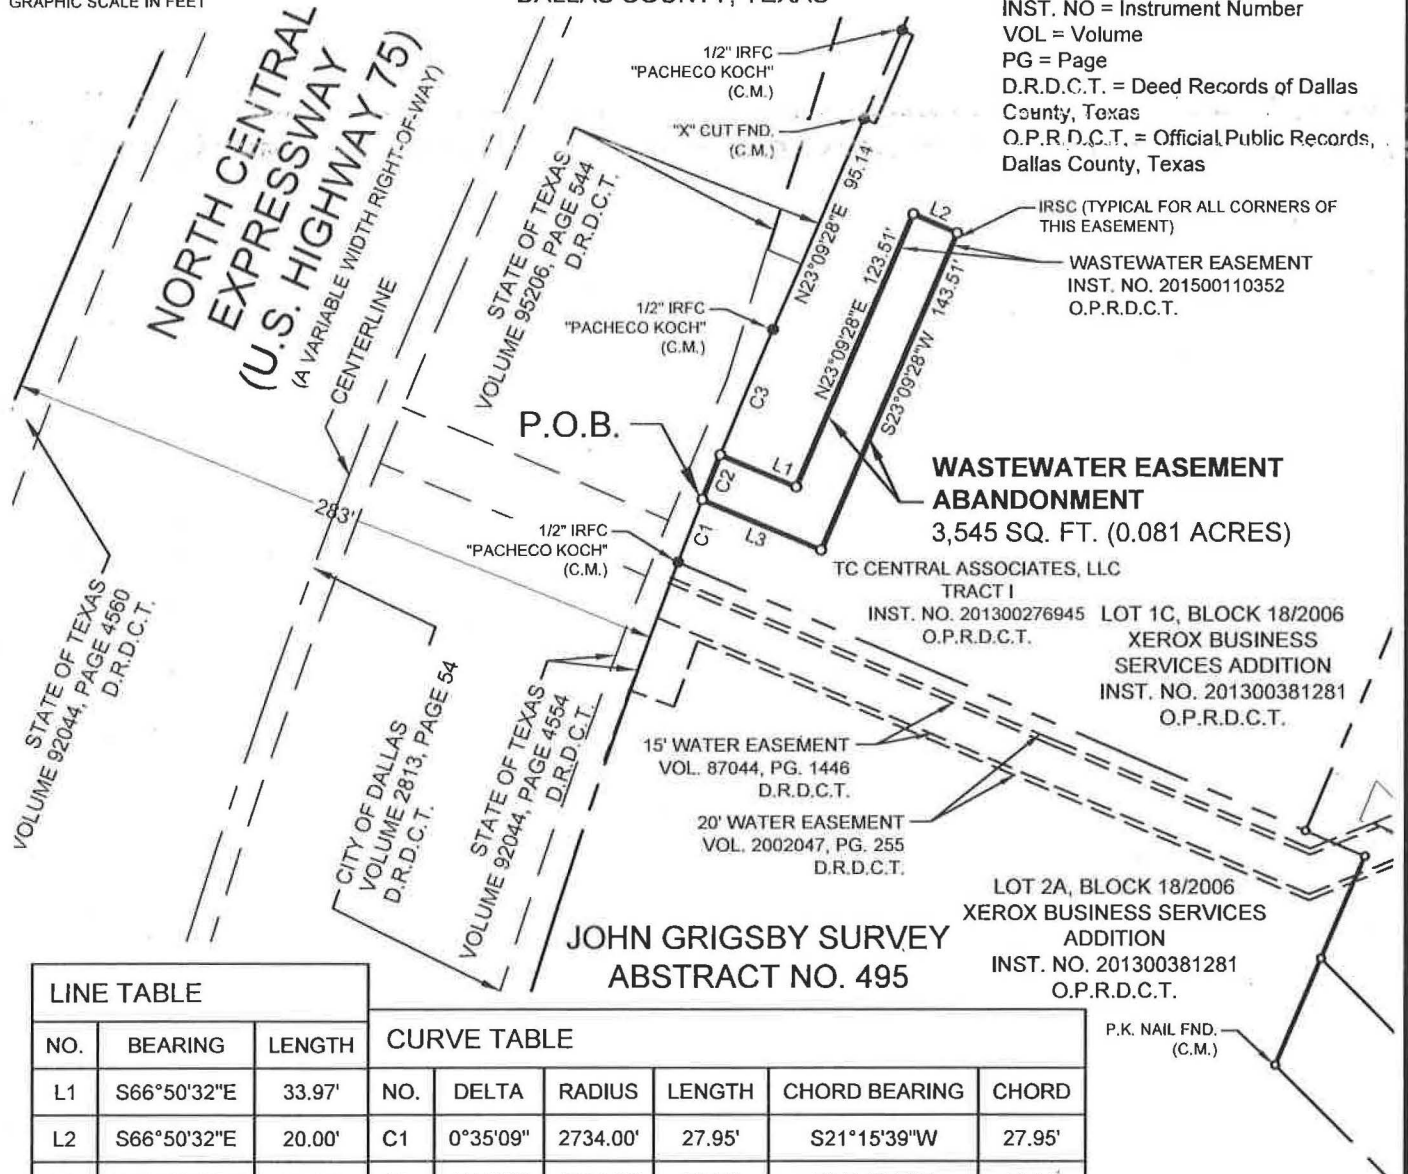 GRAPHIC SCALE IN FEET
DALLAS COUNTY, TEXAS
INST. NO = Instrument Number
VOL = Volume
PG = Page
D.R.D.C.T. = Deed Records of Dallas
County, Texas
O.P.R.D.C.T. = Official Public Records,
Dallas County, Texas
NORTH CENTRAL
EXPRESSWAY
(U.S. HIGHWAY 75)
(A VARIABLE WIDTH RIGHT-OF-WAY)
CENTERLINE
1/2" IRFC
"PACHECO KOCH"
(C.M.)
"X" CUT FND.
(C.M.)
STATE OF TEXAS
VOLUME 95206, PAGE 544
D.R.D.C.T.
N23°09'28"E 95.14'
L2
IRSC (TYPICAL FOR ALL CORNERS OF
THIS EASEMENT)
WASTEWATER EASEMENT
INST. NO. 201500110352
O.P.R.D.C.T.
N23°09'28"E 123.51'
S23°09'28"W 143.51'
1/2" IRFC
"PACHECO KOCH"
(C.M.)
C3
P.O.B.
C2
L1
C1
L3
WASTEWATER EASEMENT
ABANDONMENT
3,545 SQ. FT. (0.081 ACRES)
283'
1/2" IRFC
"PACHECO KOCH"
(C.M.)
TC CENTRAL ASSOCIATES, LLC
TRACT I
INST. NO. 201300276945
O.P.R.D.C.T.
LOT 1C, BLOCK 18/2006
XEROX BUSINESS
SERVICES ADDITION
INST. NO. 201300381281
O.P.R.D.C.T.
STATE OF TEXAS
VOLUME 92044, PAGE 4560
D.R.D.C.T.
CITY OF DALLAS
VOLUME 2813, PAGE 54
D.R.D.C.T.
STATE OF TEXAS
VOLUME 92044, PAGE 4554
D.R.D.C.T.
15' WATER EASEMENT
VOL. 87044, PG. 1446
D.R.D.C.T.
20' WATER EASEMENT
VOL. 2002047, PG. 255
D.R.D.C.T.
LOT 2A, BLOCK 18/2006
XEROX BUSINESS SERVICES
ADDITION
INST. NO. 201300381281
O.P.R.D.C.T.
JOHN GRIGSBY SURVEY
ABSTRACT NO. 495
P.K. NAIL FND.
(C.M.)
LINE TABLE
NO. BEARING LENGTH
L1 S66°50'32"E 33.97'
L2 S66°50'32"E 20.00'
CURVE TABLE
NO. DELTA RADIUS LENGTH CHORD BEARING CHORD
C1 0°35'09" 2734.00' 27.95' S21°15'39"W 27.95'